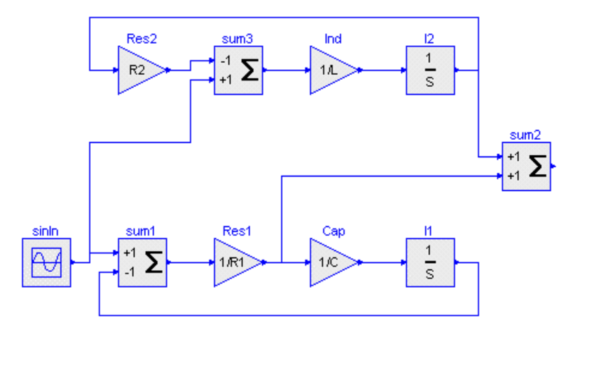 Res2
sum3
Ind
I2
R2
-1
+1
Σ
1/L
1
S
sum2
+1
+1
Σ
sinIn
sum1
Res1
Cap
I1
+1
-1
Σ
1/R1
1/C
1
S